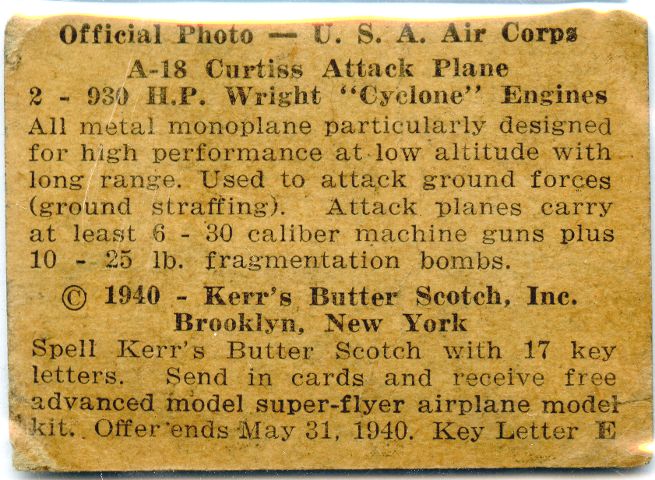 Official Photo — U. S. A. Air Corps
A-18 Curtiss Attack Plane
2 - 930 H.P. Wright "Cyclone" Engines
All metal monoplane particularly designed
for high performance at low altitude with
long range. Used to attack ground forces
(ground straffing). Attack planes carry
at least 6 - 30 caliber machine guns plus
10 - 25 lb. fragmentation bombs.
© 1940 - Kerr's Butter Scotch, Inc.
Brooklyn, New York
Spell Kerr's Butter Scotch with 17 key
letters. Send in cards and receive free
advanced model super-flyer airplane model
kit. Offer ends May 31, 1940. Key Letter E